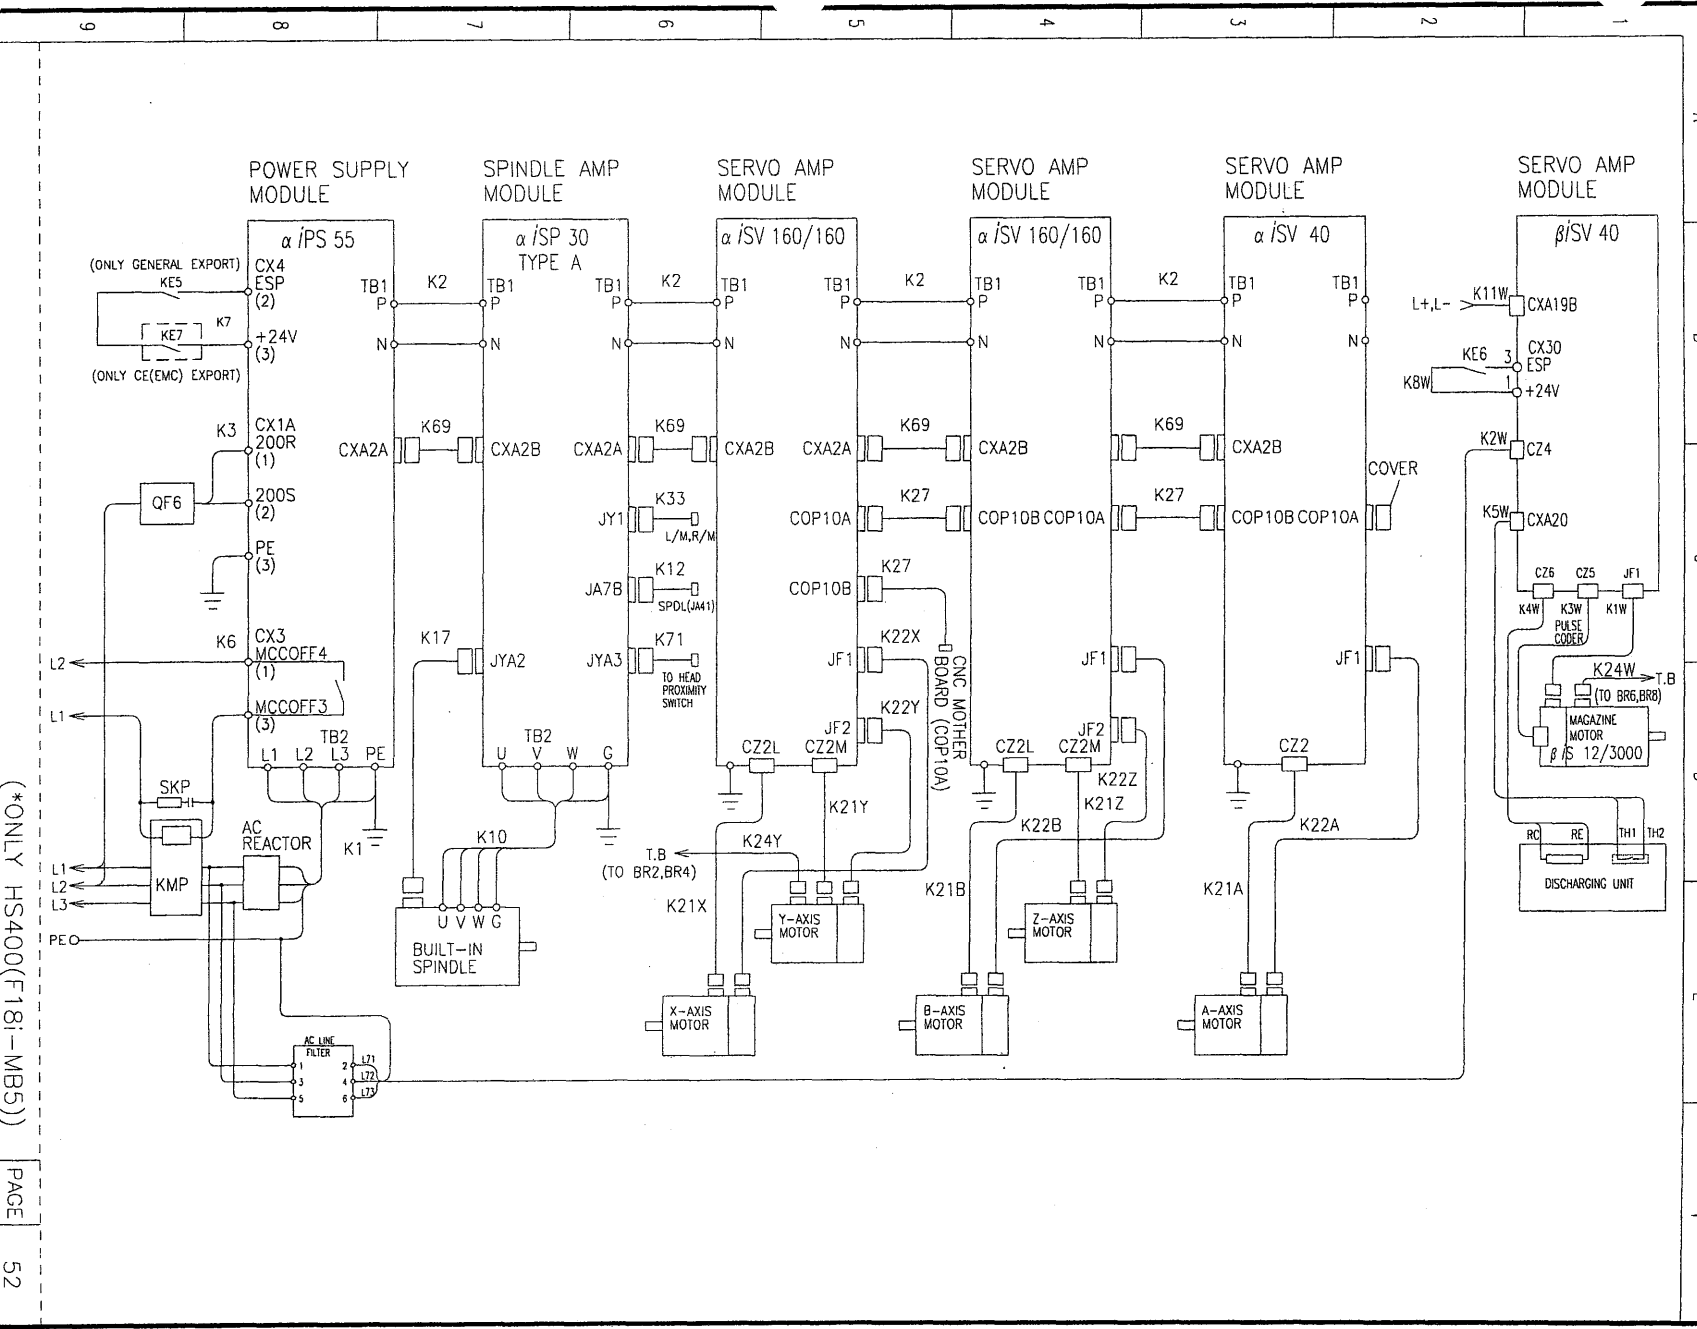 9 8 7 6 5 4 3 2 1
POWER SUPPLY
MODULE
α iPS 55
(ONLY GENERAL EXPORT)
KE5
CX4
ESP
(2)
K7
KE7
+24V
(3)
(ONLY CE(EMC) EXPORT)
TB1
P
N
K3
CX1A
200R
(1)
CXA2A
QF6
200S
(2)
PE
(3)
K6
CX3
MCCOFF4
(1)
L2
L1
MCCOFF3
(3)
TB2
L1 L2 L3 PE
SKP
AC
REACTOR
K1
L1
L2
L3
KMP
PE
AC LINE
FILTER
1 2 L71
3 4 L72
5 6 L73
K2
K69
SPINDLE AMP
MODULE
α iSP 30
TYPE A
TB1 TB1
P P
N N
CXA2B CXA2A
JY1
JA7B
K17
JYA2 JYA3
TB2
U V W G
K10
U V W G
BUILT-IN
SPINDLE
K2
K69
K33
L/M,R/M
K12
SPDL(JA41)
K71
TO HEAD
PROXIMITY
SWITCH
SERVO AMP
MODULE
α iSV 160/160
TB1 TB1
P P
N N
CXA2B CXA2A
COP10A
COP10B
JF1
JF2
CZ2L CZ2M
K21Y
K24Y
T.B
(TO BR2,BR4)
K21X
Y-AXIS
MOTOR
X-AXIS
MOTOR
K2
K69
K27
K27
K22X
K22Y
CNC MOTHER
BOARD (COP10A)
SERVO AMP
MODULE
α iSV 160/160
TB1 TB1
P P
N N
CXA2B
COP10B COP10A
JF1
JF2
CZ2L CZ2M
K22Z
K21Z
K22B
K21B
Z-AXIS
MOTOR
B-AXIS
MOTOR
K2
K69
K27
SERVO AMP
MODULE
α iSV 40
TB1 TB1
P P
N N
CXA2B
COP10B COP10A
COVER
JF1
CZ2
K22A
K21A
A-AXIS
MOTOR
SERVO AMP
MODULE
βiSV 40
L+,L- K11W
CXA19B
KE6 3
CX30
ESP
K8W 1
+24V
K2W
CZ4
K5W
CXA20
CZ6 CZ5 JF1
K4W K3W K1W
PULSE
CODER
K24W
T.B
(TO BR6,BR8)
MAGAZINE
MOTOR
β iS 12/3000
RC RE TH1 TH2
DISCHARGING UNIT
(*ONLY HS400(F18i-MB5))
PAGE 52